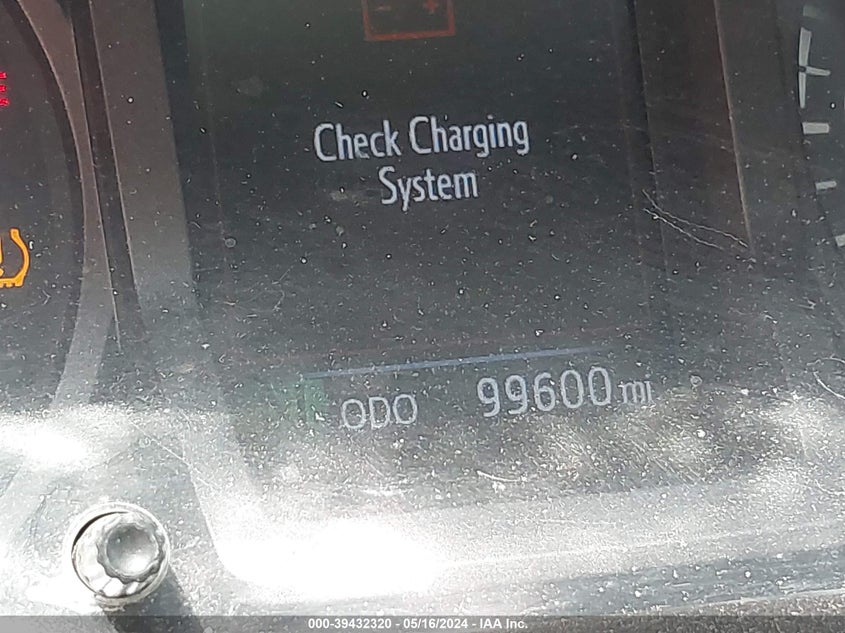 Check Charging
System
ODO 99600 mi
000-39432320 - 05/16/2024 - IAA Inc.